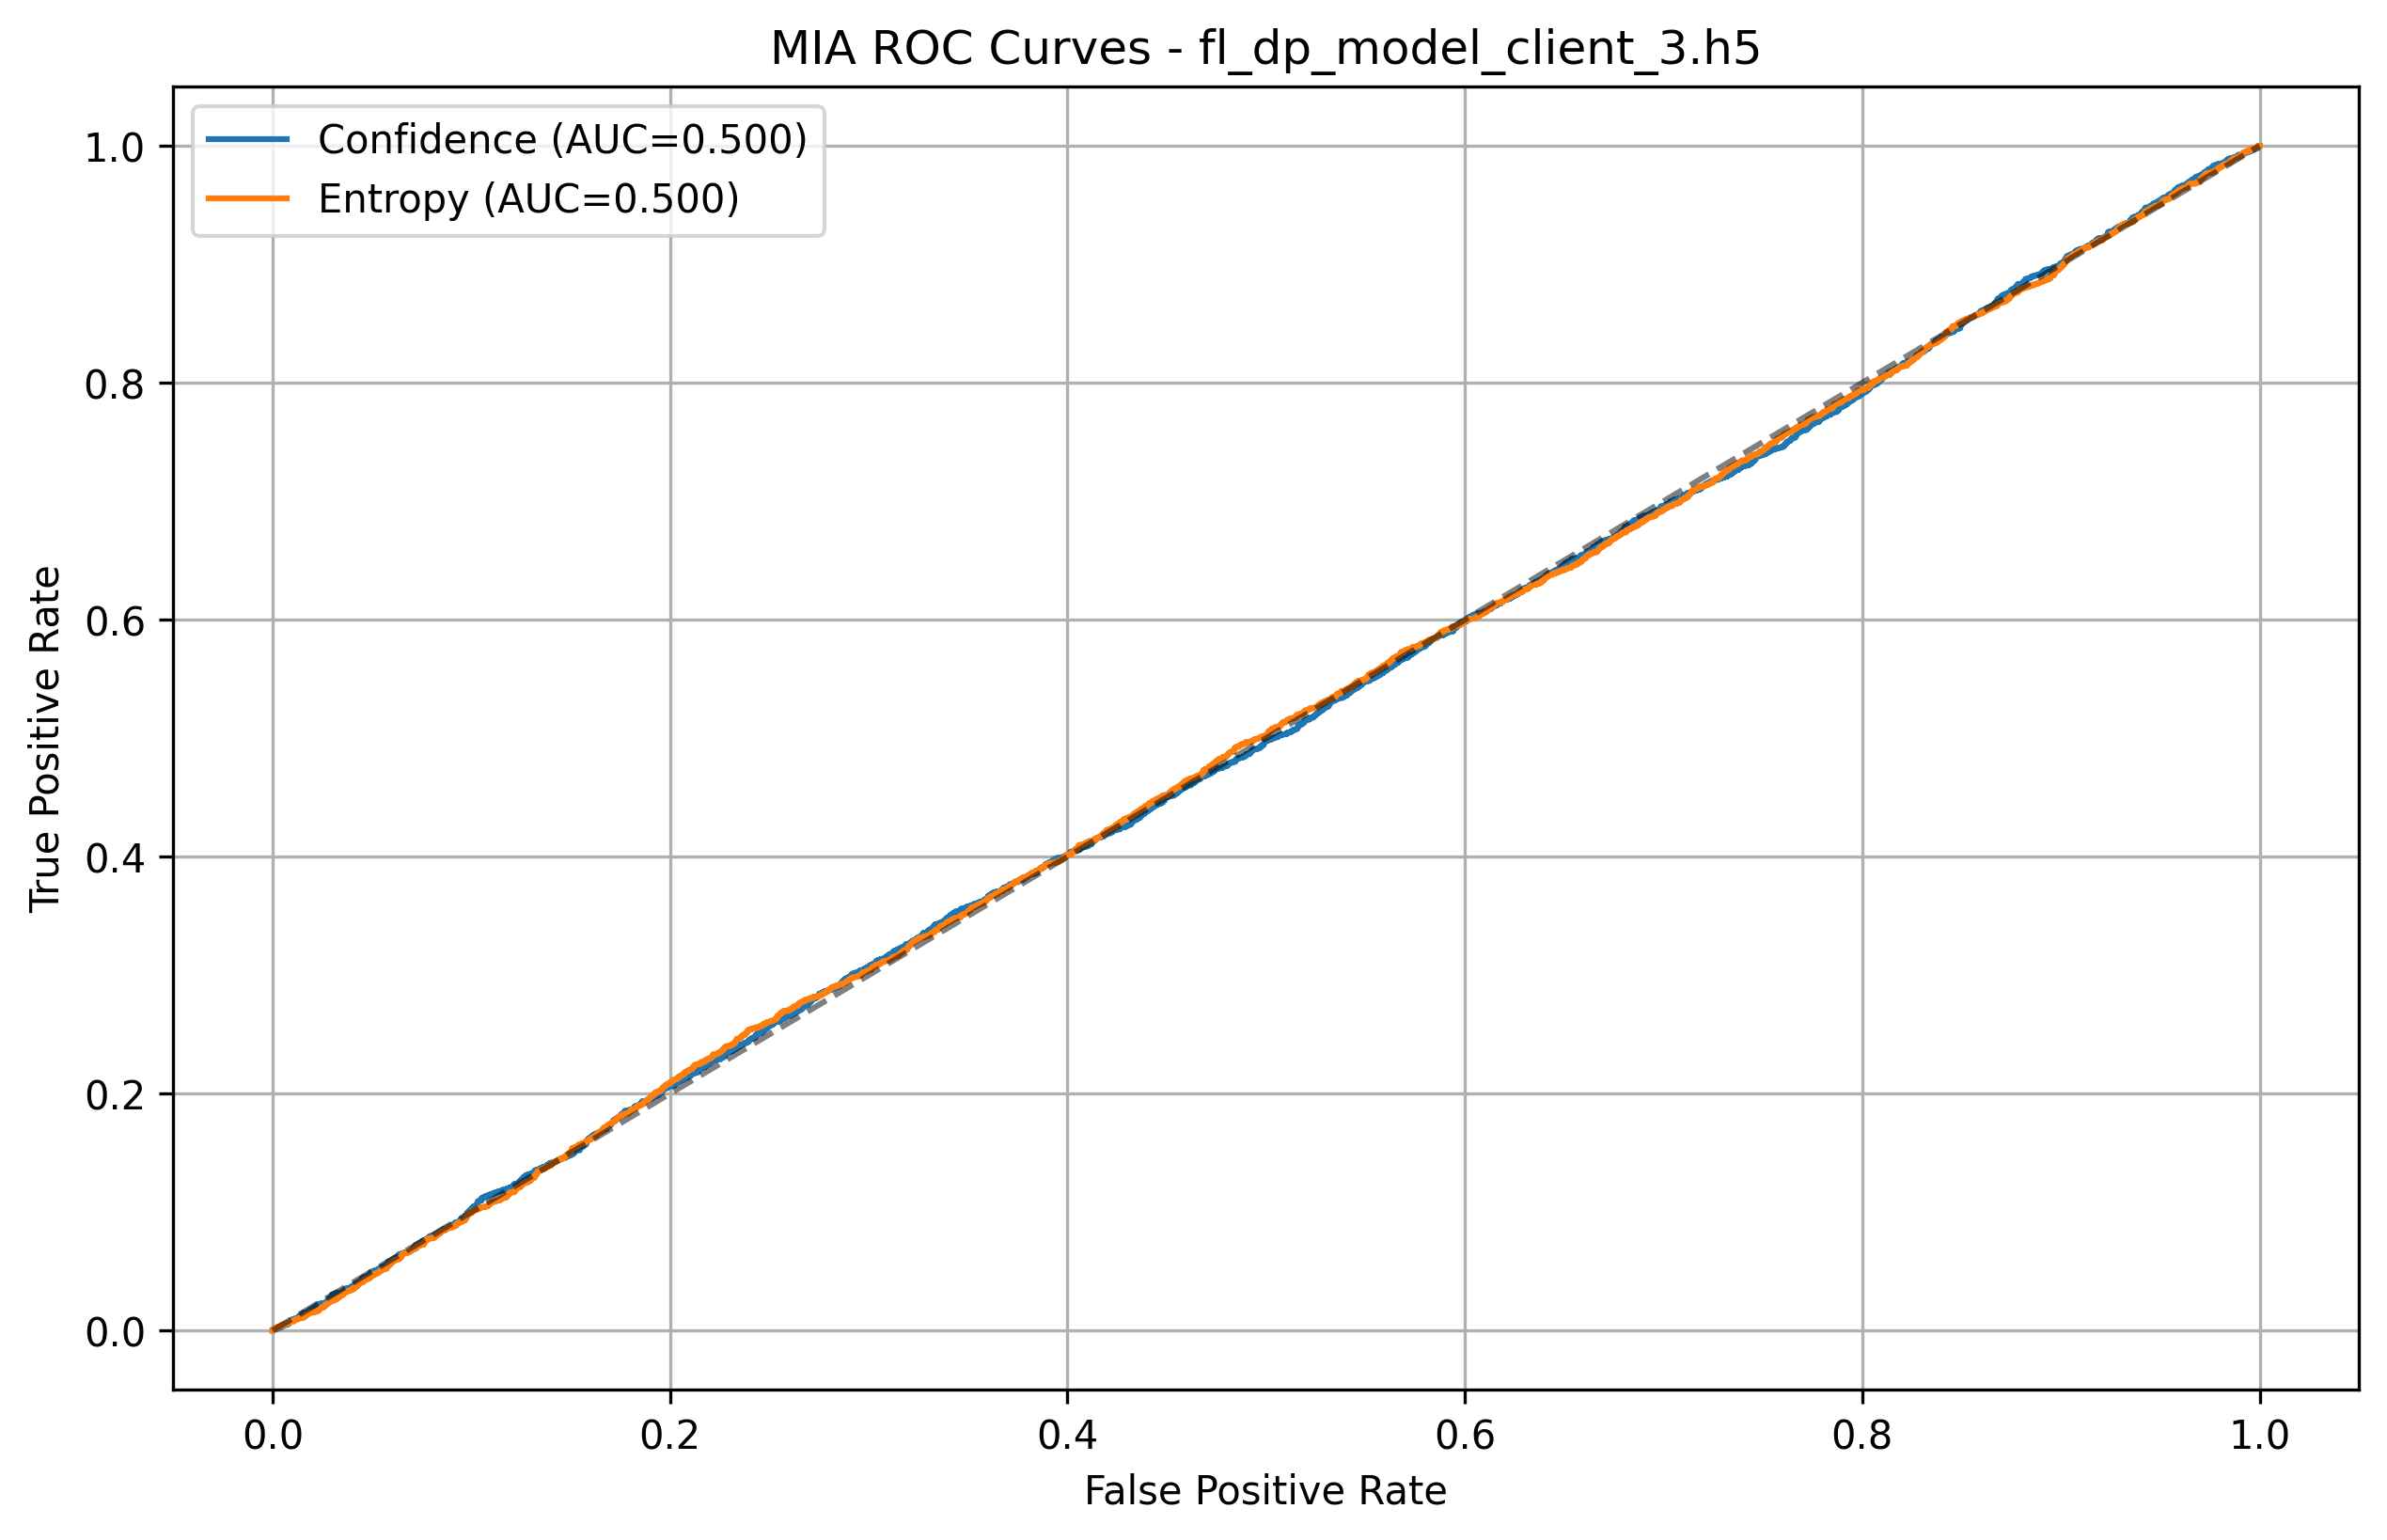 MIA ROC Curves - fl_dp_model_client_3.h5
Confidence (AUC=0.500)
Entropy (AUC=0.500)
1.0
0.8
0.6
0.4
0.2
0.0
True Positive Rate
0.0 0.2 0.4 0.6 0.8 1.0
False Positive Rate